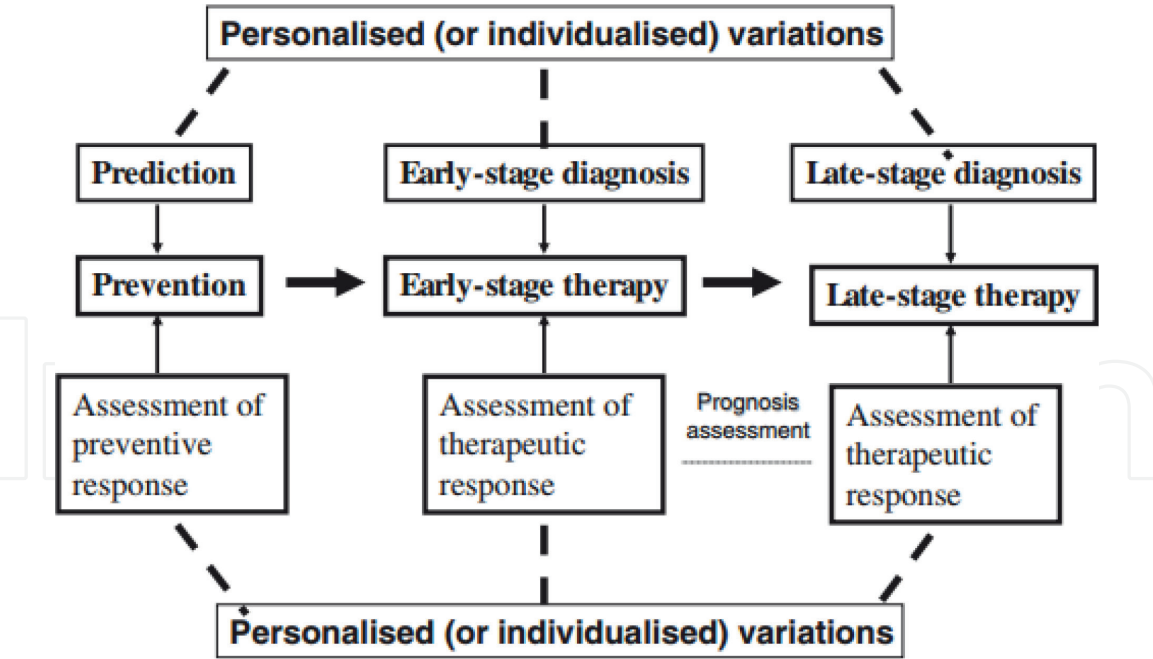 Personalised (or individualised) variations
Prediction
Early-stage diagnosis
Late-stage diagnosis
Prevention
Early-stage therapy
Late-stage therapy
Assessment of
preventive
response
Assessment of
therapeutic
response
Prognosis
assessment
Assessment of
therapeutic
response
Personalised (or individualised) variations